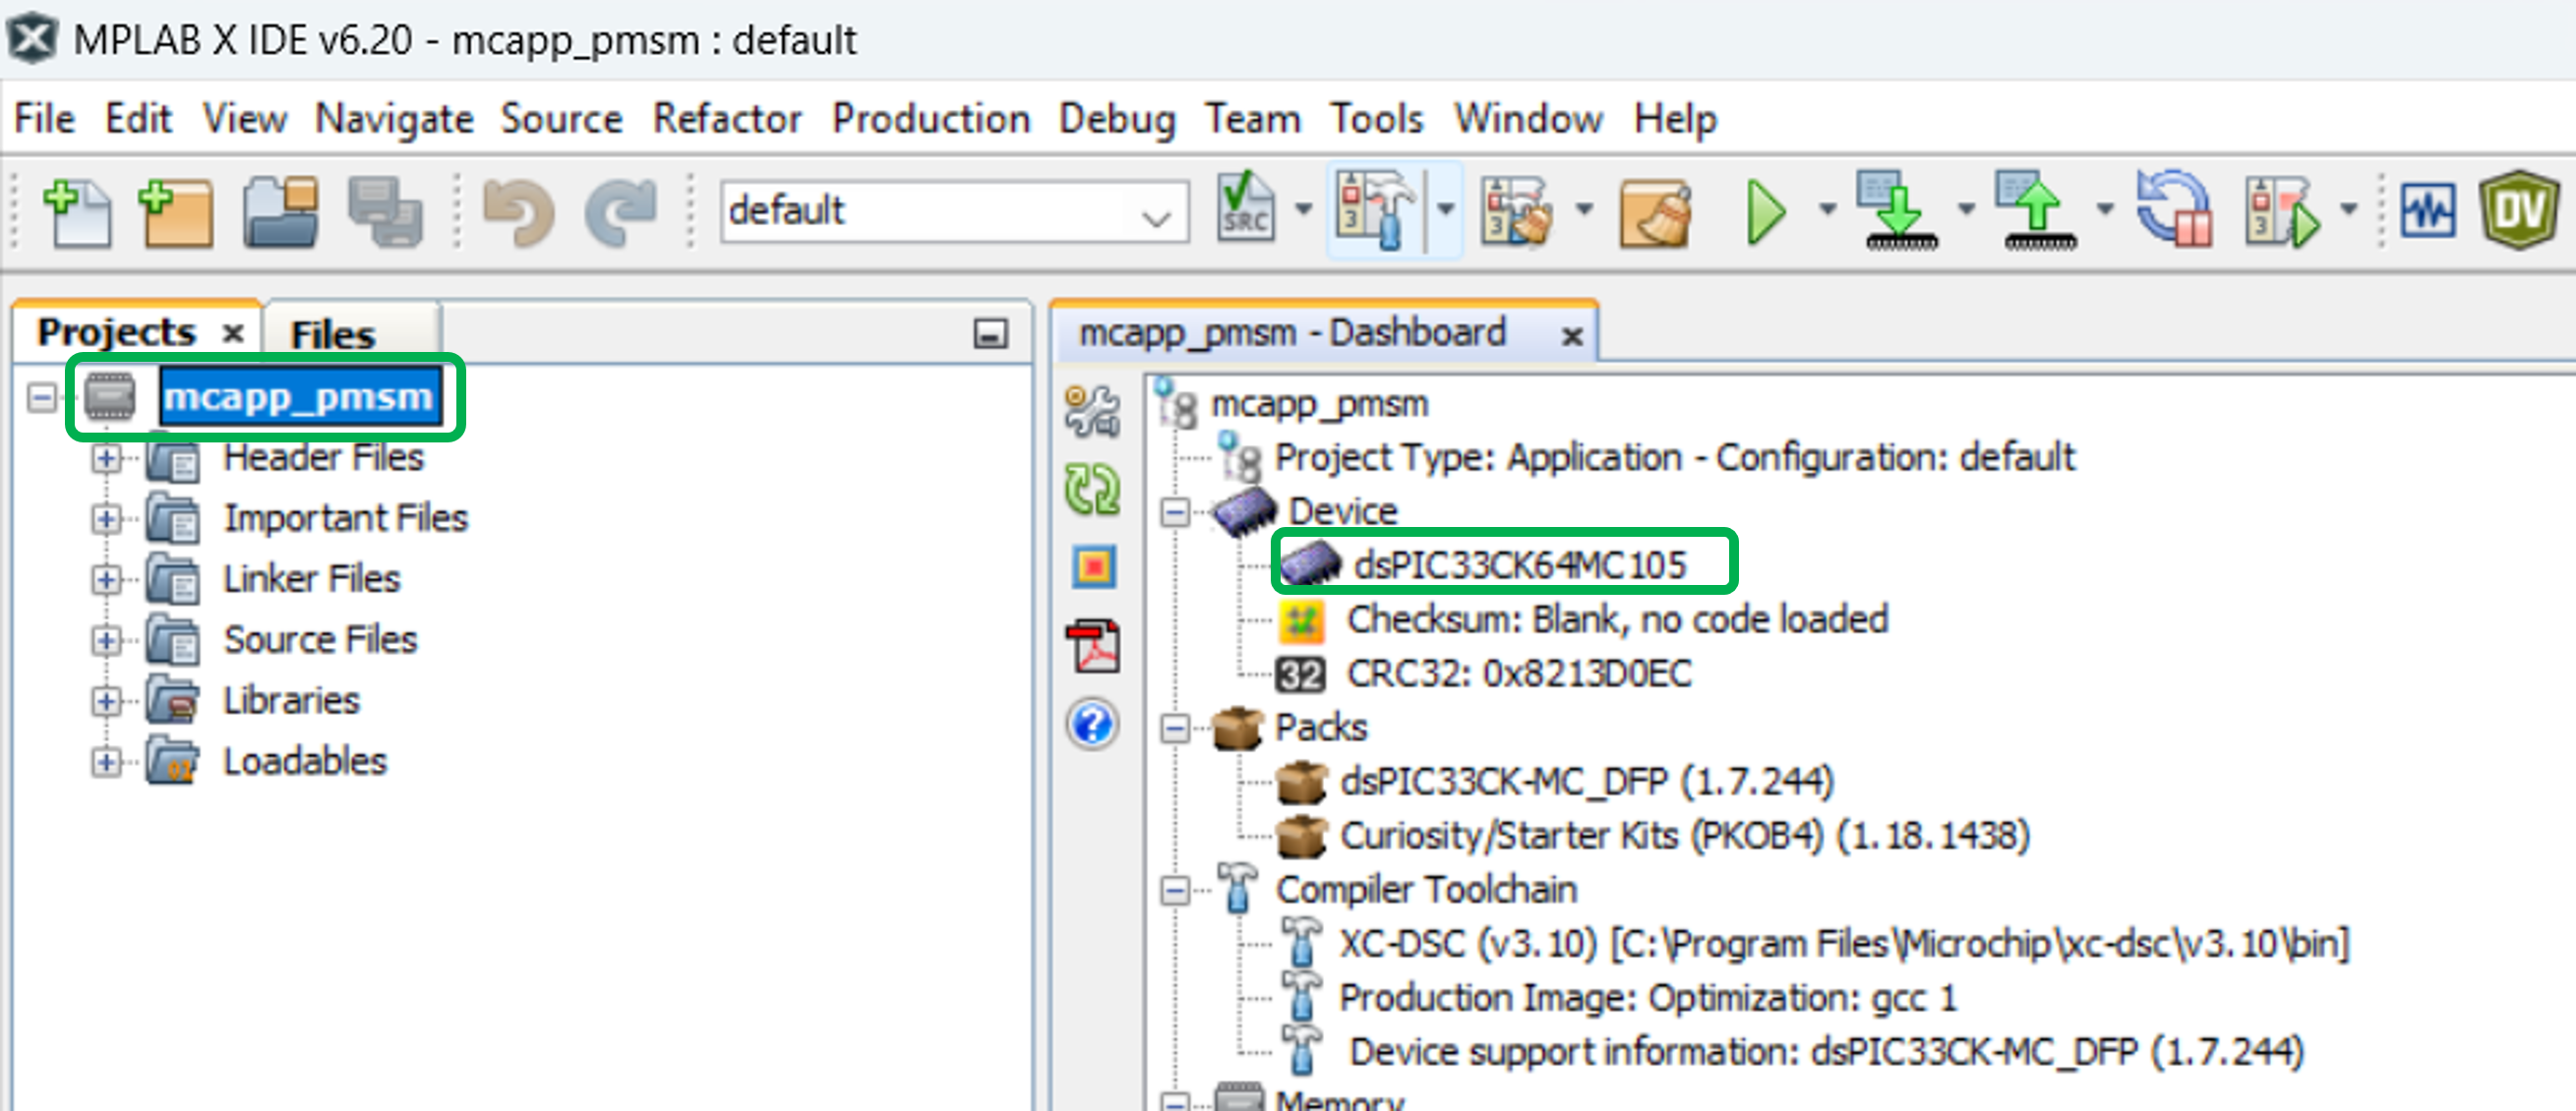 MPLAB X IDE v6.20 - mcapp_pmsm : default
File Edit View Navigate Source Refactor Production Debug Team Tools Window Help
default
SRC
DV
Projects
Files
mcapp_pmsm
Header Files
Important Files
Linker Files
Source Files
Libraries
Loadables
mcapp_pmsm - Dashboard
mcapp_pmsm
Project Type: Application - Configuration: default
Device
dsPIC33CK64MC105
Checksum: Blank, no code loaded
32 CRC32: 0x8213D0EC
Packs
dsPIC33CK-MC_DFP (1.7.244)
Curiosity/Starter Kits (PKOB4) (1.18.1438)
Compiler Toolchain
XC-DSC (v3.10) [C:\Program Files\Microchip\xc-dsc\v3.10\bin]
Production Image: Optimization: gcc 1
Device support information: dsPIC33CK-MC_DFP (1.7.244)
Memory